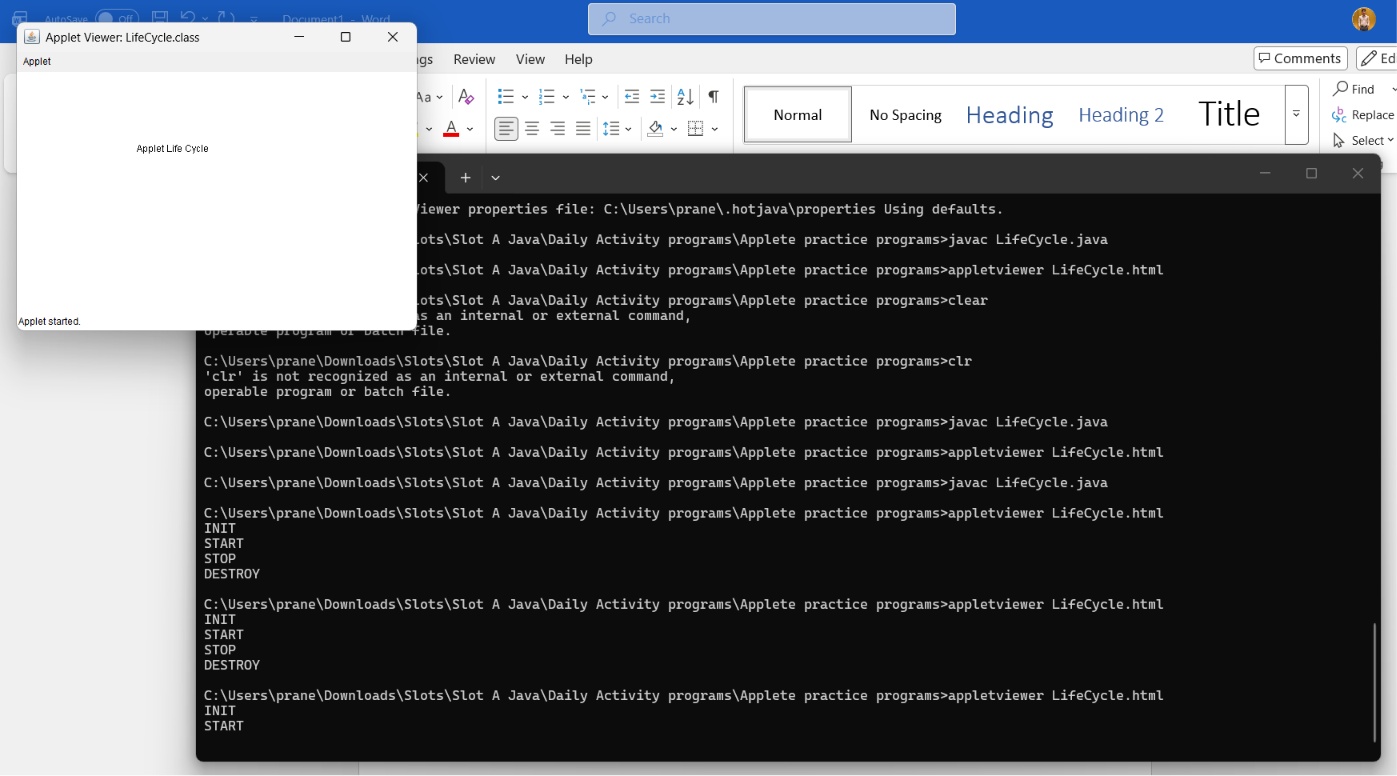 AutoSave Off Document1 - Word
Search
Applet Viewer: LifeCycle.class
Applet
Applet Life Cycle
Applet started.
gs Review View Help
Comments
Edi
Aa
Normal
No Spacing
Heading
Heading 2
Title
Find
Replace
Select
Viewer properties file: C:\Users\prane\.hotjava\properties Using defaults.
lots\Slot A Java\Daily Activity programs\Applete practice programs>javac LifeCycle.java
lots\Slot A Java\Daily Activity programs\Applete practice programs>appletviewer LifeCycle.html
lots\Slot A Java\Daily Activity programs\Applete practice programs>clear
as an internal or external command,
operable program or batch file.
C:\Users\prane\Downloads\Slots\Slot A Java\Daily Activity programs\Applete practice programs>clr
'clr' is not recognized as an internal or external command,
operable program or batch file.
C:\Users\prane\Downloads\Slots\Slot A Java\Daily Activity programs\Applete practice programs>javac LifeCycle.java
C:\Users\prane\Downloads\Slots\Slot A Java\Daily Activity programs\Applete practice programs>appletviewer LifeCycle.html
C:\Users\prane\Downloads\Slots\Slot A Java\Daily Activity programs\Applete practice programs>javac LifeCycle.java
C:\Users\prane\Downloads\Slots\Slot A Java\Daily Activity programs\Applete practice programs>appletviewer LifeCycle.html
INIT
START
STOP
DESTROY
C:\Users\prane\Downloads\Slots\Slot A Java\Daily Activity programs\Applete practice programs>appletviewer LifeCycle.html
INIT
START
STOP
DESTROY
C:\Users\prane\Downloads\Slots\Slot A Java\Daily Activity programs\Applete practice programs>appletviewer LifeCycle.html
INIT
START